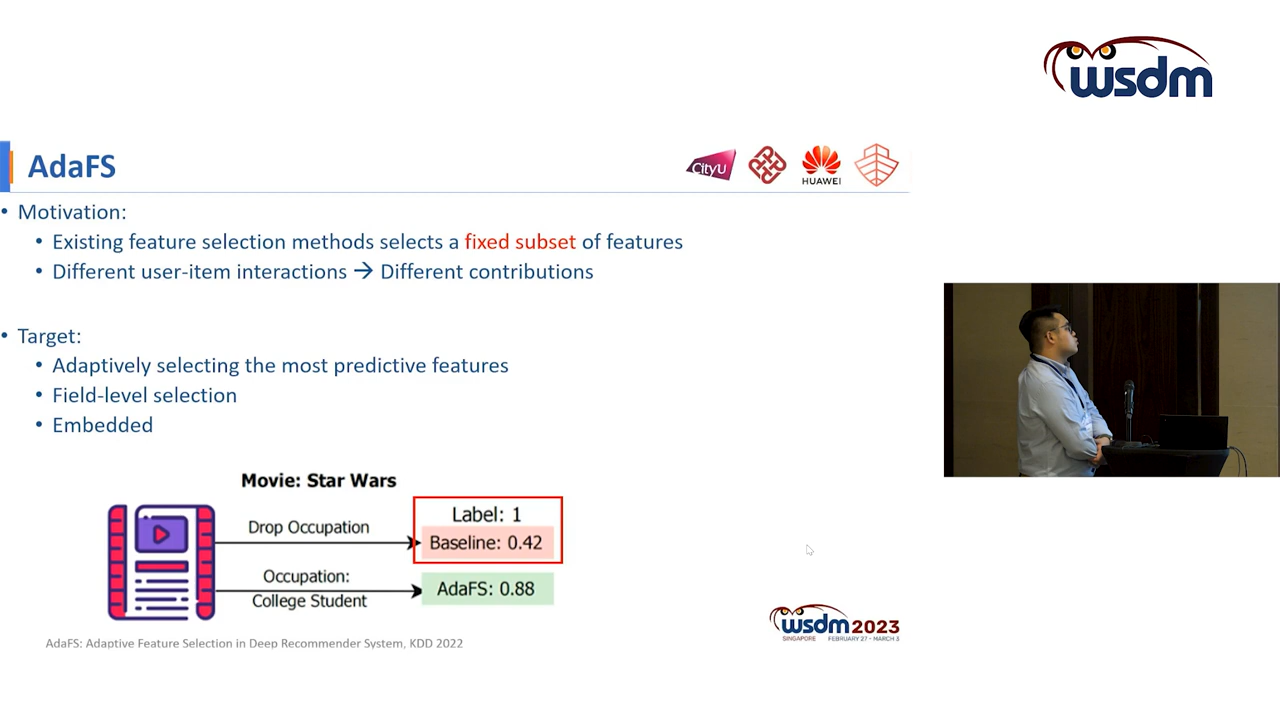 wsdm
AdaFS
CityU
HUAWEI
• Motivation:
• Existing feature selection methods selects a fixed subset of features
• Different user-item interactions → Different contributions
• Target:
• Adaptively selecting the most predictive features
• Field-level selection
• Embedded
Movie: Star Wars
Drop Occupation
Label: 1
Baseline: 0.42
Occupation:
College Student
AdaFS: 0.88
wsdm2023
SINGAPORE FEBRUARY 27 - MARCH 3
AdaFS: Adaptive Feature Selection in Deep Recommender System, KDD 2022